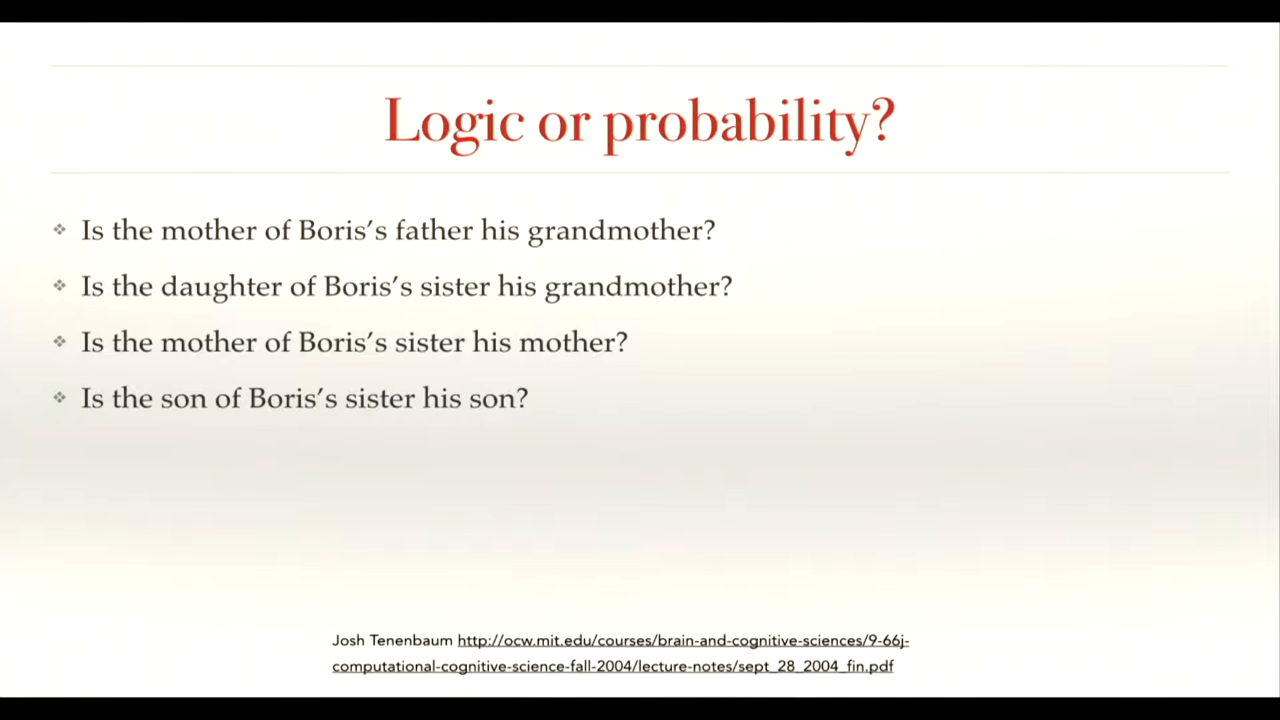 Logic or probability?
❖ Is the mother of Boris’s father his grandmother?
❖ Is the daughter of Boris’s sister his grandmother?
❖ Is the mother of Boris’s sister his mother?
❖ Is the son of Boris’s sister his son?
Josh Tenenbaum http://ocw.mit.edu/courses/brain-and-cognitive-sciences/9-66j-
computational-cognitive-science-fall-2004/lecture-notes/sept_28_2004_fin.pdf